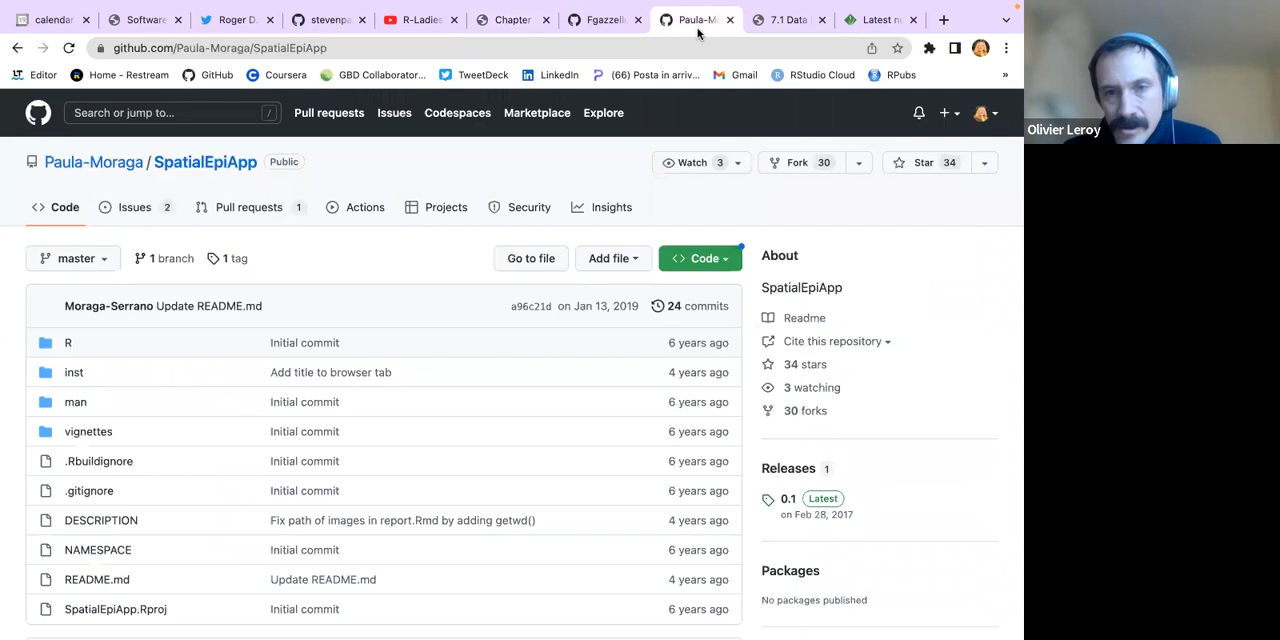 calendar
Software
Roger D.
stevenpa
R-Ladies
Chapter
Fgazzell
Paula-Mo
7.1 Data
Latest ne
github.com/Paula-Moraga/SpatialEpiApp
Editor
Home - Restream
GitHub
Coursera
GBD Collaborator...
TweetDeck
LinkedIn
(66) Posta in arriv...
Gmail
RStudio Cloud
RPubs
»
Search or jump to...
/
Pull requests
Issues
Codespaces
Marketplace
Explore
Olivier Leroy
Paula-Moraga / SpatialEpiApp
Public
Watch 3
Fork 30
Star 34
<> Code
Issues 2
Pull requests 1
Actions
Projects
Security
Insights
master
1 branch
1 tag
Go to file
Add file
<> Code
About
SpatialEpiApp
Moraga-Serrano Update README.md
a96c21d on Jan 13, 2019
24 commits
Readme
R Initial commit 6 years ago
Cite this repository
inst Add title to browser tab 4 years ago
34 stars
3 watching
man Initial commit 6 years ago
30 forks
vignettes Initial commit 6 years ago
.Rbuildignore Initial commit 6 years ago
Releases 1
.gitignore Initial commit 6 years ago
0.1 Latest
on Feb 28, 2017
DESCRIPTION Fix path of images in report.Rmd by adding getwd() 4 years ago
NAMESPACE Initial commit 6 years ago
Packages
README.md Update README.md 4 years ago
No packages published
SpatialEpiApp.Rproj Initial commit 6 years ago